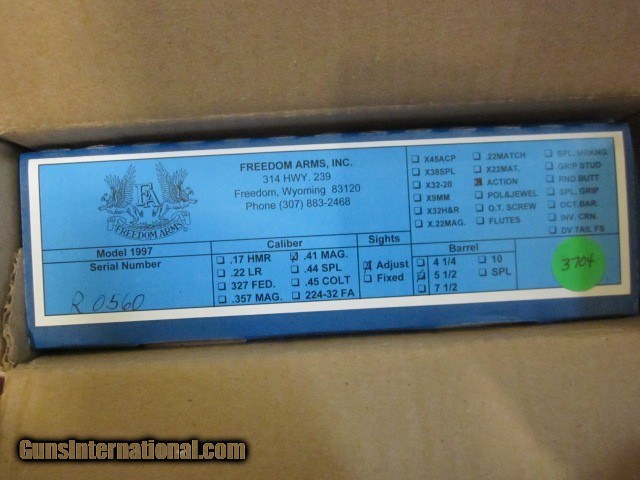 FREEDOM ARMS, INC.
314 HWY. 239
Freedom, Wyoming 83120
Phone (307) 883-2468
FA
FREEDOM ARMS
Model 1997
Serial Number
R 0560
Caliber
.17 HMR
.41 MAG.
.22 LR
.44 SPL
327 FED.
.45 COLT
.357 MAG.
224-32 FA
Sights
Adjust
Fixed
X45ACP
.22MATCH
SPL. MRKNG.
X38SPL
X22MAT.
GRIP STUD
X32-20
ACTION
RND BUTT
X9MM
POL&JEWEL
SPL. GRIP
X32H&R
O.T. SCREW
OCT.BAR.
X.22MAG.
FLUTES
INV. CRN.
DV TAIL FS
Barrel
4 1/4
10
5 1/2
SPL
7 1/2
3704
GunsInternational.com